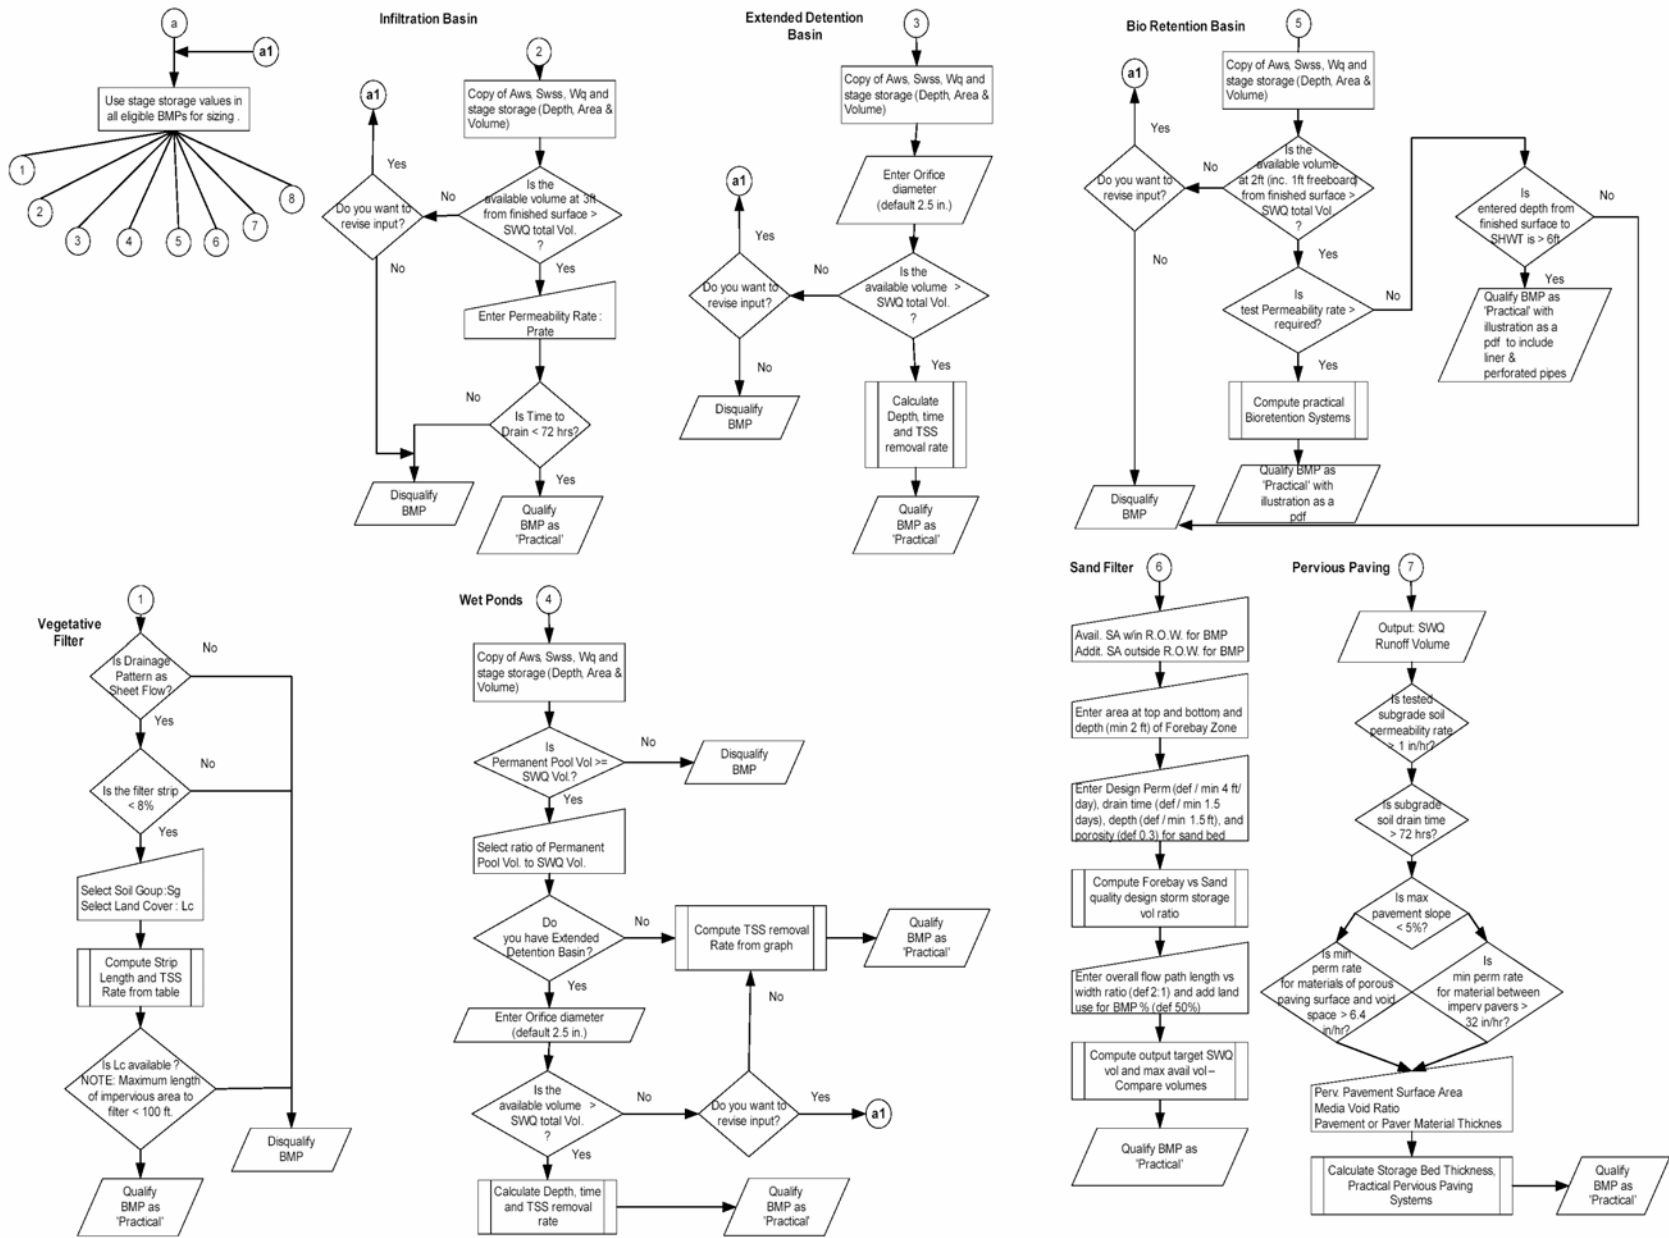 a
a1
Use stage storage values in
all eligible BMPs for sizing .
1
2
3
4
5
6
7
8
Infiltration Basin
2
Copy of Aws, Swss, Wq and
stage storage (Depth, Area &
Volume)
a1
Yes
Do you want to
revise input?
No
Is the
available volume at 3ft
from finished surface >
SWQ total Vol.
?
No
Yes
Enter Permeability Rate :
Prate
No
Is Time to
Drain < 72 hrs?
Yes
Disqualify
BMP
Qualify
BMP as
'Practical'
Extended Detention
Basin
3
Copy of Aws, Swss, Wq and
stage storage (Depth, Area &
Volume)
Enter Orifice
diameter
(default 2.5 in.)
a1
Yes
Do you want to
revise input?
No
Is the
available volume >
SWQ total Vol.
?
No
Yes
Disqualify
BMP
Calculate
Depth, time
and TSS
removal rate
Qualify
BMP as
'Practical'
Bio Retention Basin
5
Copy of Aws, Swss, Wq and
stage storage (Depth, Area &
Volume)
a1
Yes
Do you want to
revise input?
No
Is the
available volume
at 2ft (inc. 1ft freeboard)
from finished surface >
SWQ total Vol.
?
No
Yes
Is
test Permeability rate >
required?
No
Yes
Is
entered depth from
finished surface to
SHWT is > 6ft
No
Yes
Qualify BMP as
'Practical' with
illustration as a
pdf to include
liner &
perforated pipes
Compute practical
Bioretention Systems
Qualify BMP as
'Practical' with
illustration as a
pdf
Disqualify
BMP
Vegetative
Filter
1
Is Drainage
Pattern as
Sheet Flow?
No
Yes
Is the filter strip
< 8%
No
Yes
Select Soil Goup:Sg
Select Land Cover : Lc
Compute Strip
Length and TSS
Rate from table
Is Lc available ?
NOTE: Maximum length
of impervious area to
filter < 100 ft.
Disqualify
BMP
Qualify
BMP as
'Practical'
Wet Ponds
4
Copy of Aws, Swss, Wq and
stage storage (Depth, Area &
Volume)
Is
Permanent Pool Vol >=
SWQ Vol.?
No
Disqualify
BMP
Yes
Select ratio of Permanent
Pool Vol. to SWQ Vol.
Do
you have Extended
Detention Basin?
No
Compute TSS removal
Rate from graph
Qualify
BMP as
'Practical'
Yes
Enter Orifice diameter
(default 2.5 in.)
No
Is the
available volume >
SWQ total Vol.
?
No
Do you want to
revise input?
Yes
a1
Yes
Calculate Depth, time
and TSS removal
rate
Qualify
BMP as
'Practical'
Sand Filter
6
Avail. SA w/in R.O.W. for BMP
Addit. SA outside R.O.W. for BMP
Enter area at top and bottom and
depth (min 2 ft) of Forebay Zone
Enter Design Perm (def / min 4 ft/
day), drain time (def / min 1.5
days), depth (def / min 1.5 ft), and
porosity (def 0.3) for sand bed
Compute Forebay vs Sand
quality design storm storage
vol ratio
Enter overall flow path length vs
width ratio (def 2:1) and add land
use for BMP % (def 50%)
Compute output target SWQ
vol and max avail vol –
Compare volumes
Qualify BMP as
'Practical'
Pervious Paving
7
Output: SWQ
Runoff Volume
Is tested
subgrade soil
permeability rate
> 1 in/hr?
Is subgrade
soil drain time
> 72 hrs?
Is max
pavement slope
< 5%?
Is min
perm rate
for materials of porous
paving surface and void
space > 6.4
in/hr?
Is
min perm rate
for material between
imperv pavers >
32 in/hr?
Perv. Pavement Surface Area
Media Void Ratio
Pavement or Paver Material Thicknes
Calculate Storage Bed Thickness,
Practical Pervious Paving
Systems
Qualify
BMP as
'Practical'